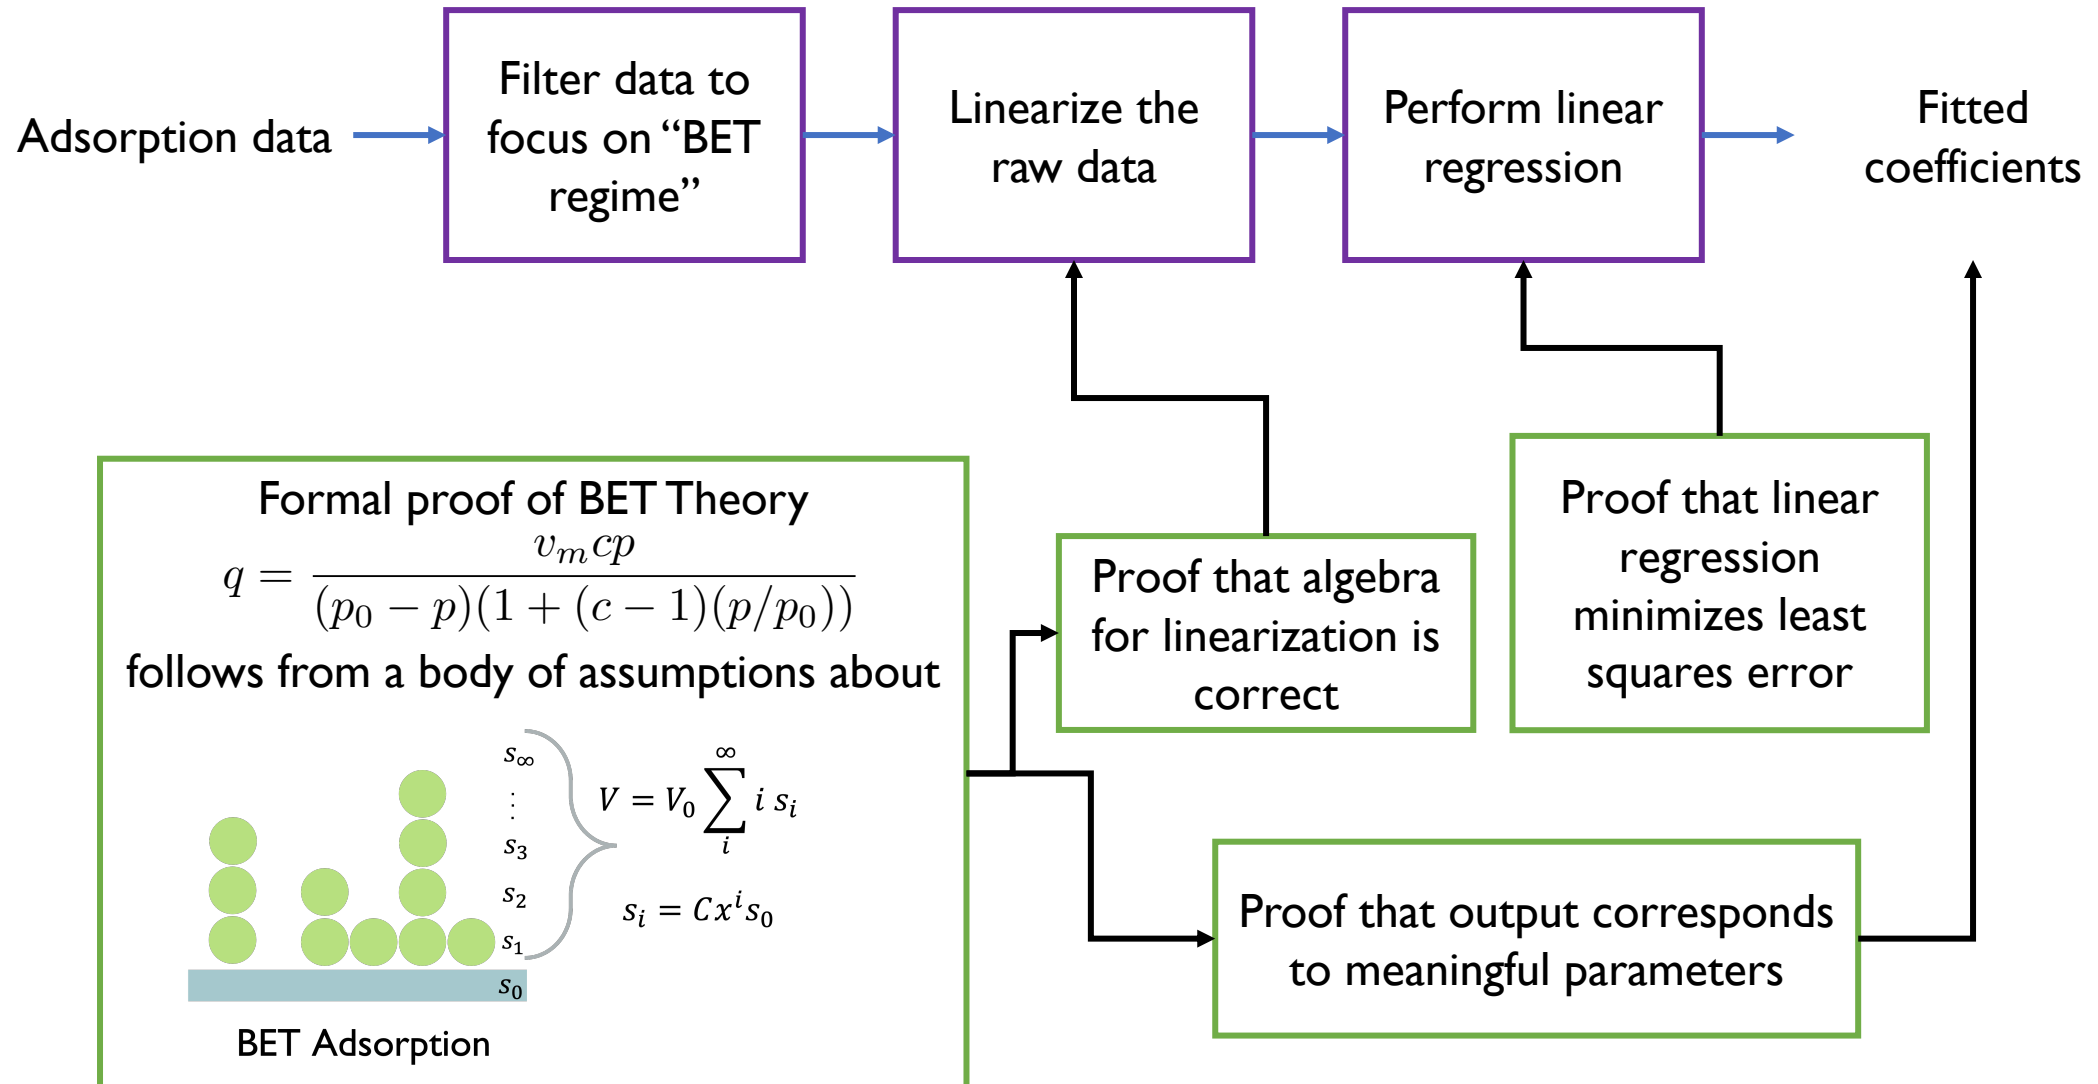 Adsorption data
Filter data to
focus on “BET
regime”
Linearize the
raw data
Perform linear
regression
Fitted
coefficients
Formal proof of BET Theory
q = v_m cp / (p_0 − p)(1 + (c − 1)(p/p_0))
follows from a body of assumptions about
s_∞
⋮
s_3
s_2
s_1
s_0
V = V_0 ∑_i^∞ i s_i
s_i = Cx^i s_0
BET Adsorption
Proof that algebra
for linearization is
correct
Proof that linear
regression
minimizes least
squares error
Proof that output corresponds
to meaningful parameters